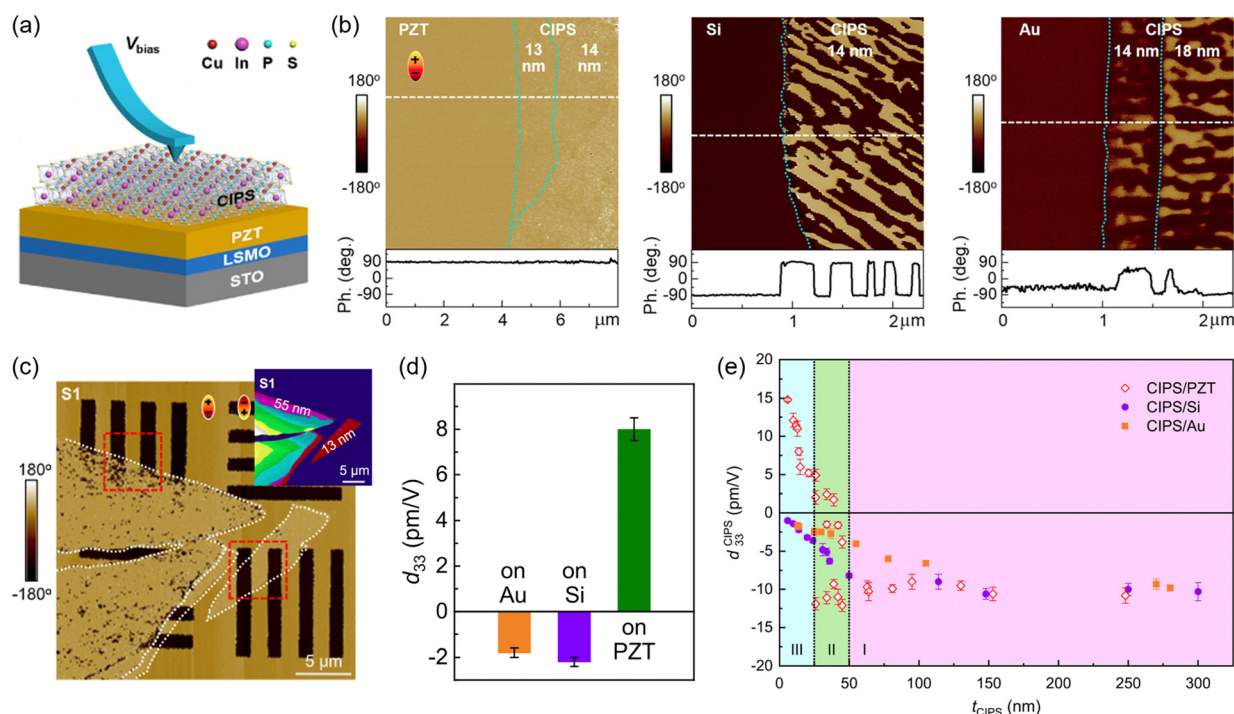 (a)
V_bias
Cu In P S
CIPS
PZT
LSMO
STO
(b)
PZT CIPS
13 nm
14 nm
180°
-180°
Ph. (deg.)
90
0
-90
0 2 4 6 μm
Si CIPS
14 nm
180°
-180°
Ph. (deg.)
90
0
-90
0 1 2 μm
Au CIPS
14 nm 18 nm
180°
-180°
Ph. (deg.)
90
0
-90
0 1 2 μm
(c)
S1
180°
-180°
5 μm
S1
55 nm
13 nm
5 μm
(d)
d33 (pm/V)
8
6
4
2
0
-2
on Au
on Si
on PZT
(e)
d33^CIPS (pm/V)
20
15
10
5
0
-5
-10
-15
-20
CIPS/PZT
CIPS/Si
CIPS/Au
III II I
0 50 100 150 200 250 300
t_CIPS (nm)